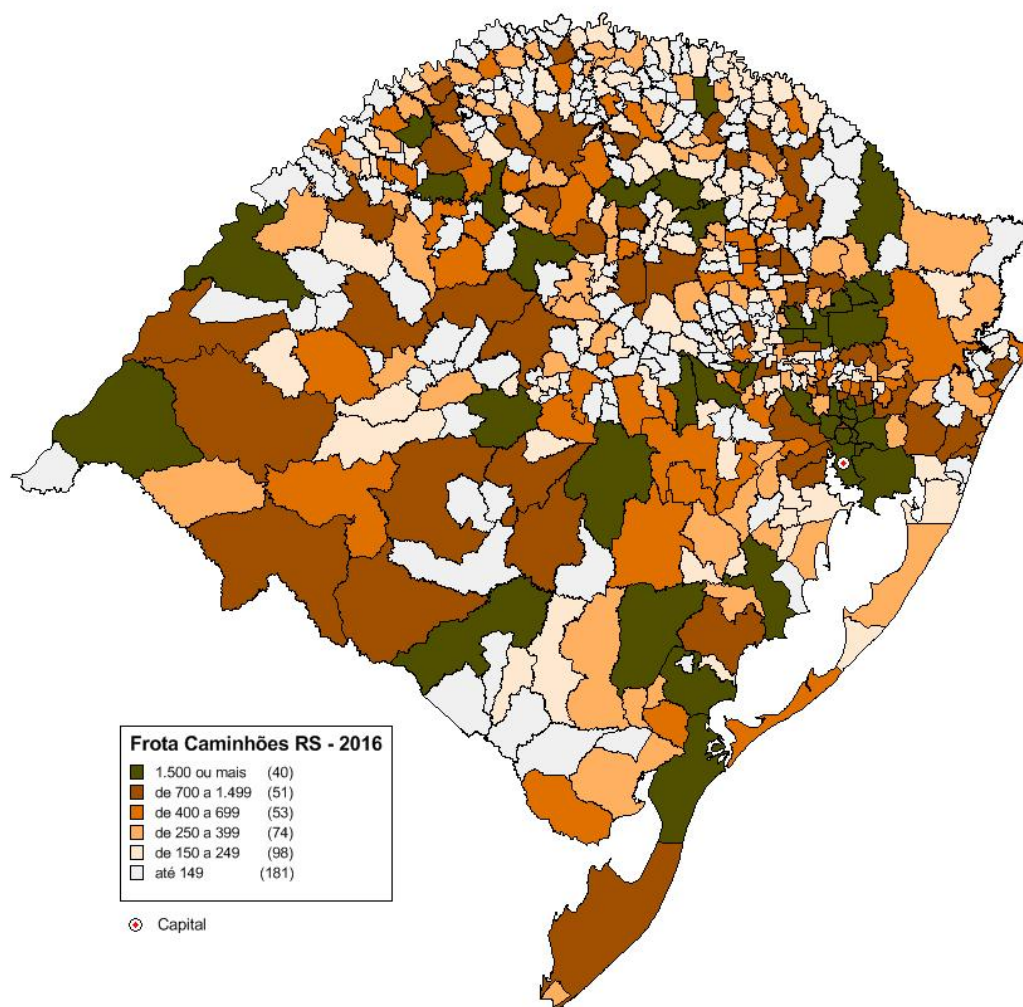 Frota Caminhões RS - 2016
1.500 ou mais (40)
de 700 a 1.499 (51)
de 400 a 699 (53)
de 250 a 399 (74)
de 150 a 249 (98)
até 149 (181)
Capital